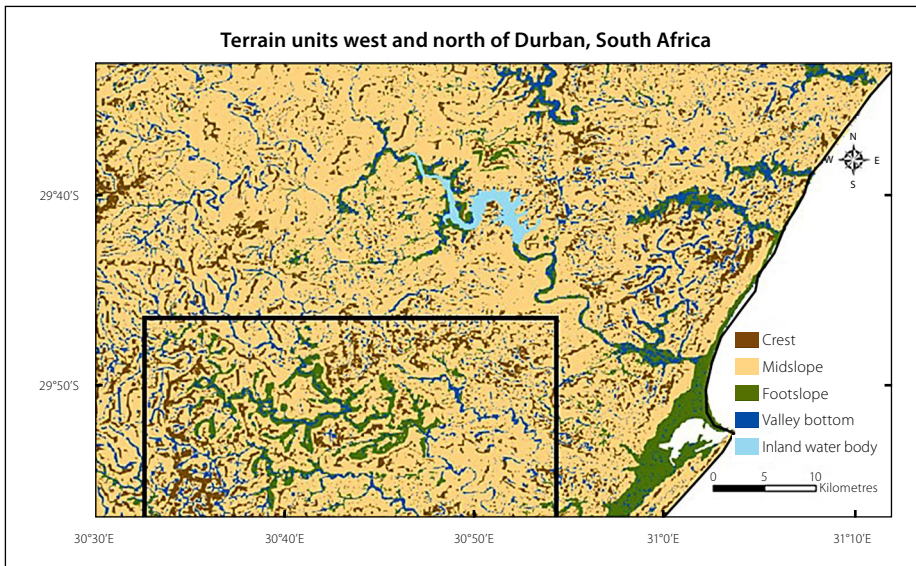 Terrain units west and north of Durban, South Africa
N
W E
S
29°40'S
29°50'S
Crest
Midslope
Footslope
Valley bottom
Inland water body
0 5 10
Kilometres
30°30'E 30°40'E 30°50'E 31°0'E 31°10'E